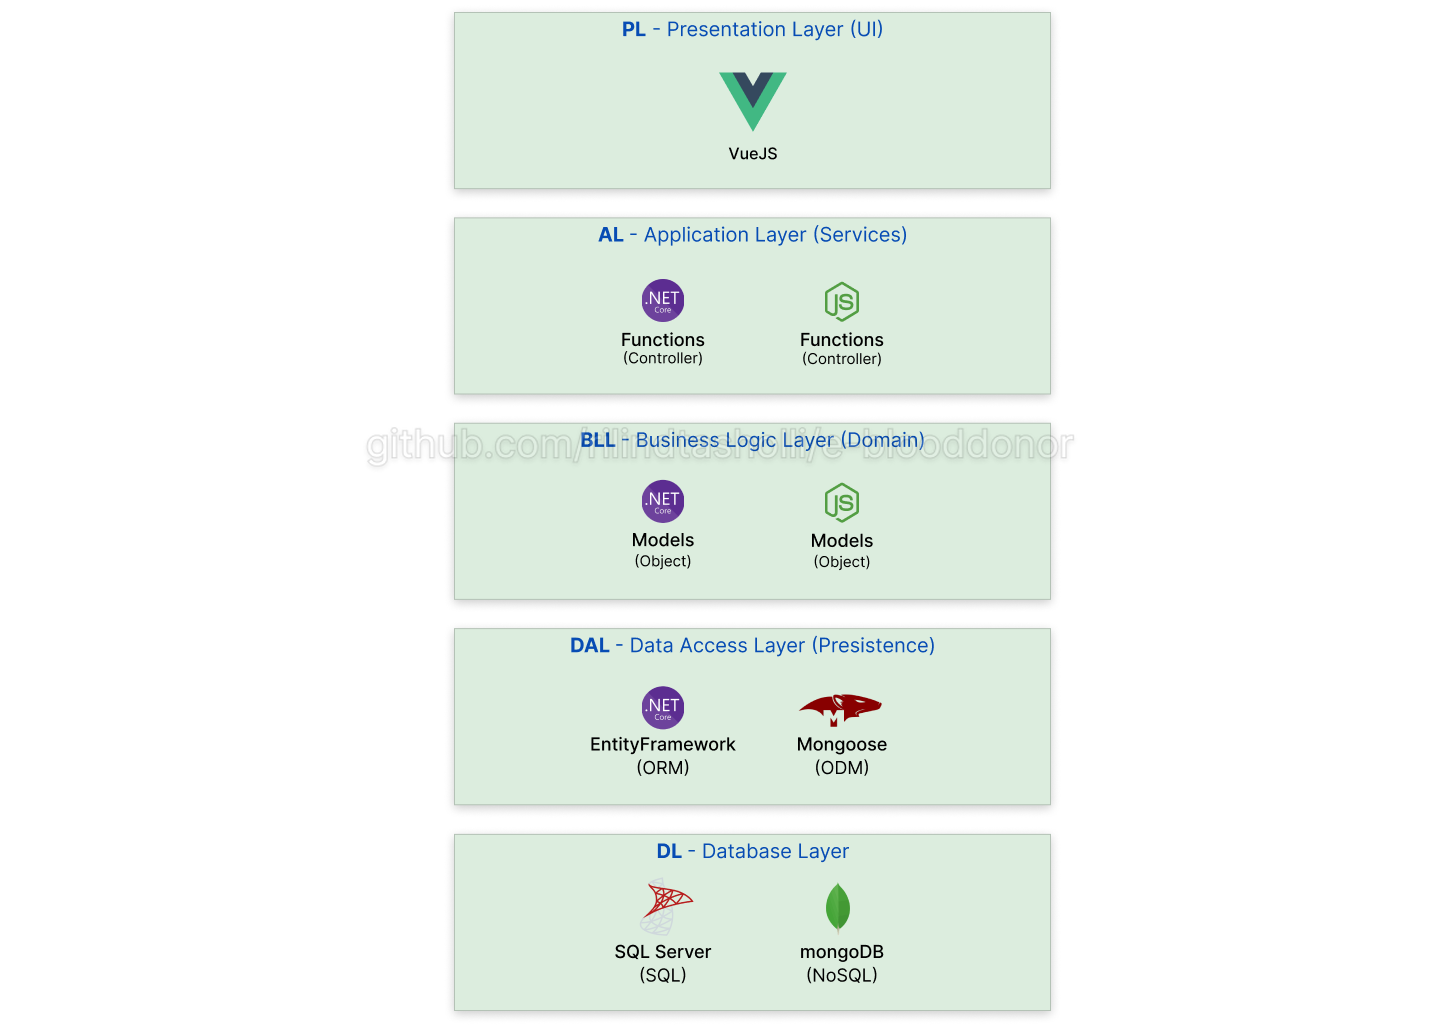 PL - Presentation Layer (UI)
VueJS
AL - Application Layer (Services)
.NET
Core
JS
Functions
(Controller)
Functions
(Controller)
github.com/rilindtasholli/e-blooddonor
BLL - Business Logic Layer (Domain)
.NET
Core
JS
Models
(Object)
Models
(Object)
DAL - Data Access Layer (Presistence)
.NET
Core
M
EntityFramework
(ORM)
Mongoose
(ODM)
DL - Database Layer
SQL Server
(SQL)
mongoDB
(NoSQL)